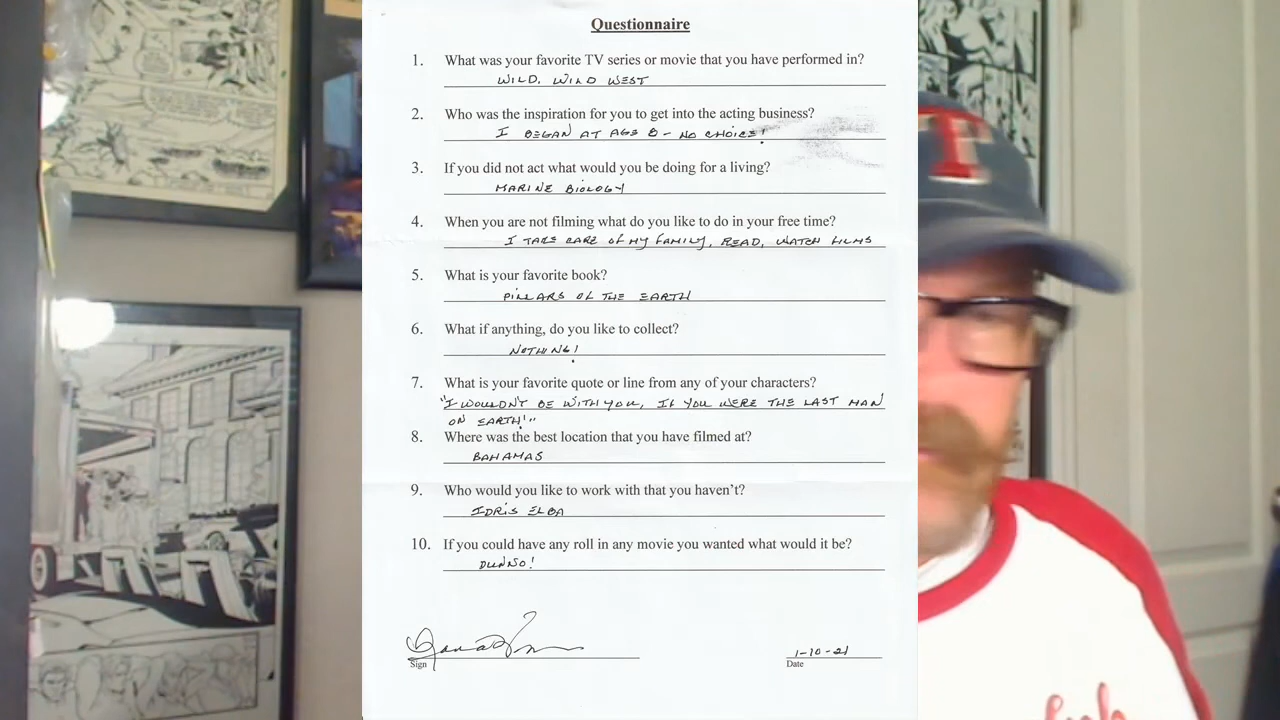 Questionnaire
1. What was your favorite TV series or movie that you have performed in?
WILD, WILD WEST
2. Who was the inspiration for you to get into the acting business?
I BEGAN AT AGE 8 - NO CHOICE!
3. If you did not act what would you be doing for a living?
MARINE BIOLOGY
4. When you are not filming what do you like to do in your free time?
I TAKE CARE OF MY FAMILY, READ, WATCH FILMS
5. What is your favorite book?
PILLARS OF THE EARTH
6. What if anything, do you like to collect?
NOTHING!
7. What is your favorite quote or line from any of your characters?
"I WOULDN'T BE WITH YOU, IF YOU WERE THE LAST MAN
ON EARTH!"
8. Where was the best location that you have filmed at?
BAHAMAS
9. Who would you like to work with that you haven't?
IDRIS ELBA
10. If you could have any roll in any movie you wanted what would it be?
DUNNO!
Sign
1-10-21
Date
T